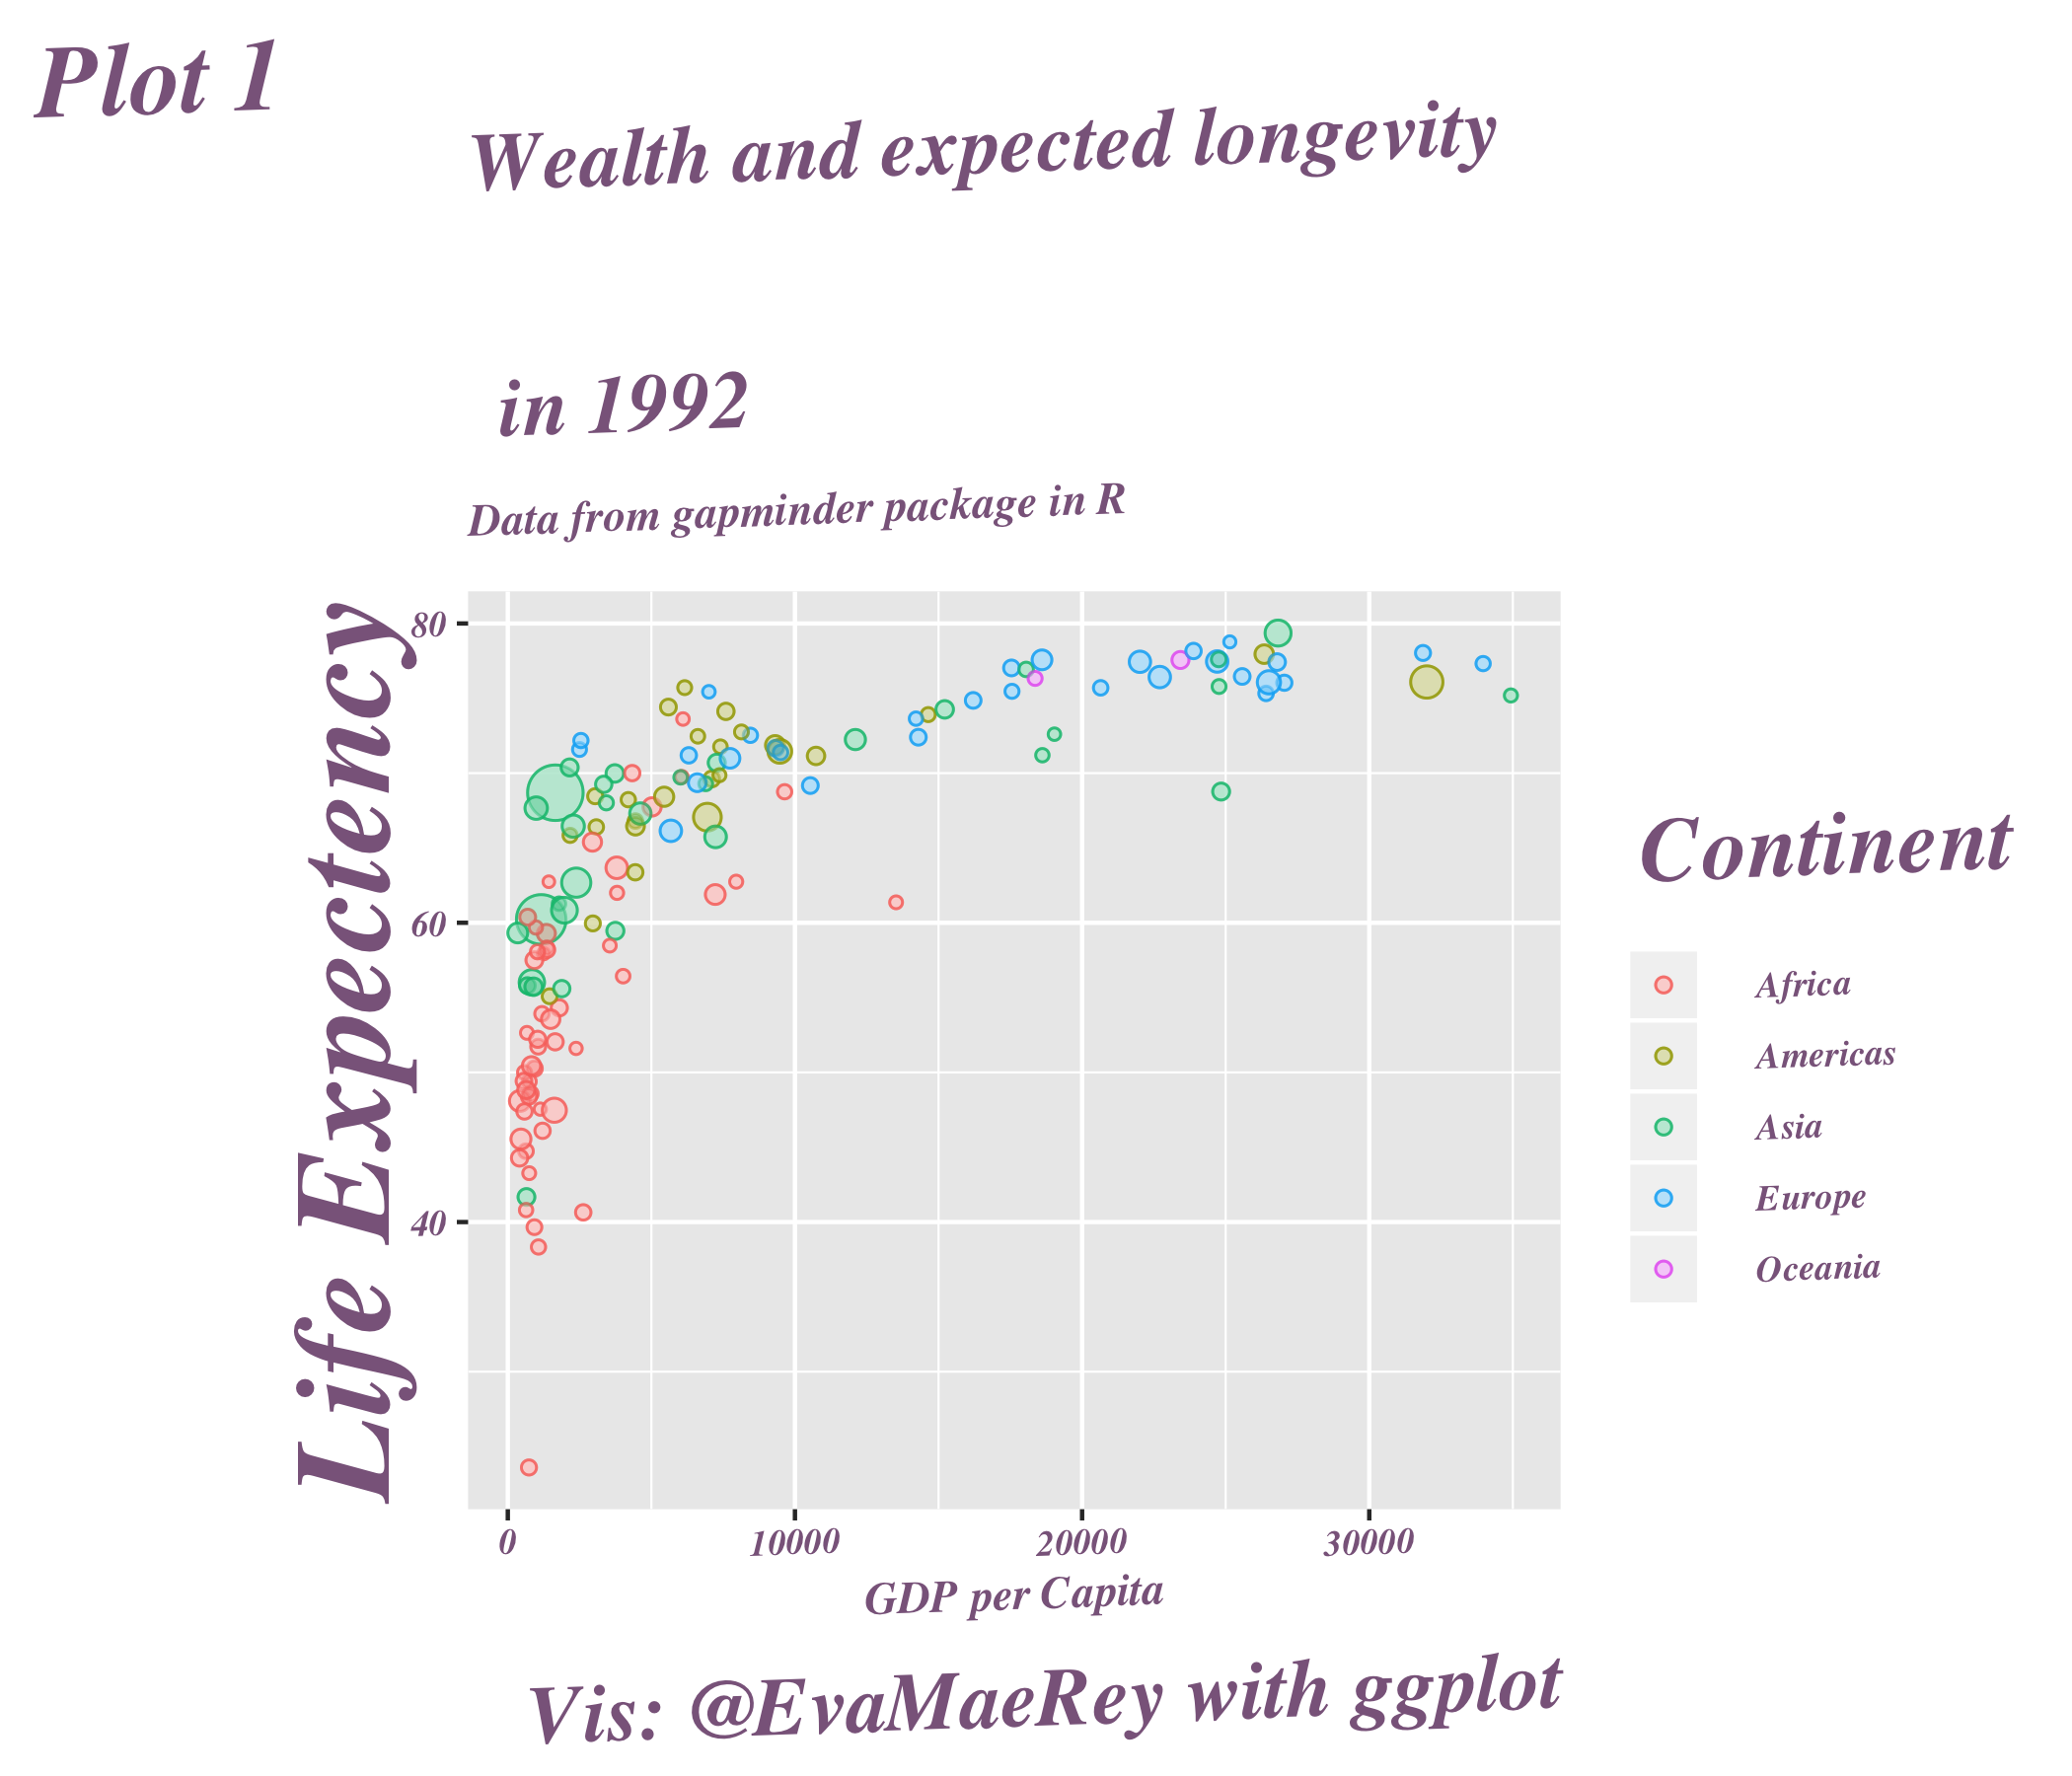 Plot 1
Wealth and expected longevity
in 1992
Data from gapminder package in R
Life Expectency
80
60
40
0 10000 20000 30000
GDP per Capita
Continent
Africa
Americas
Asia
Europe
Oceania
Vis: @EvaMaeRey with ggplot